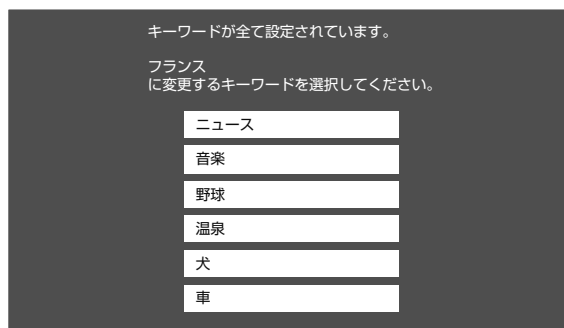 キーワードが全て設定されています。
フランス
に変更するキーワードを選択してください。
ニュース
音楽
野球
温泉
犬
車